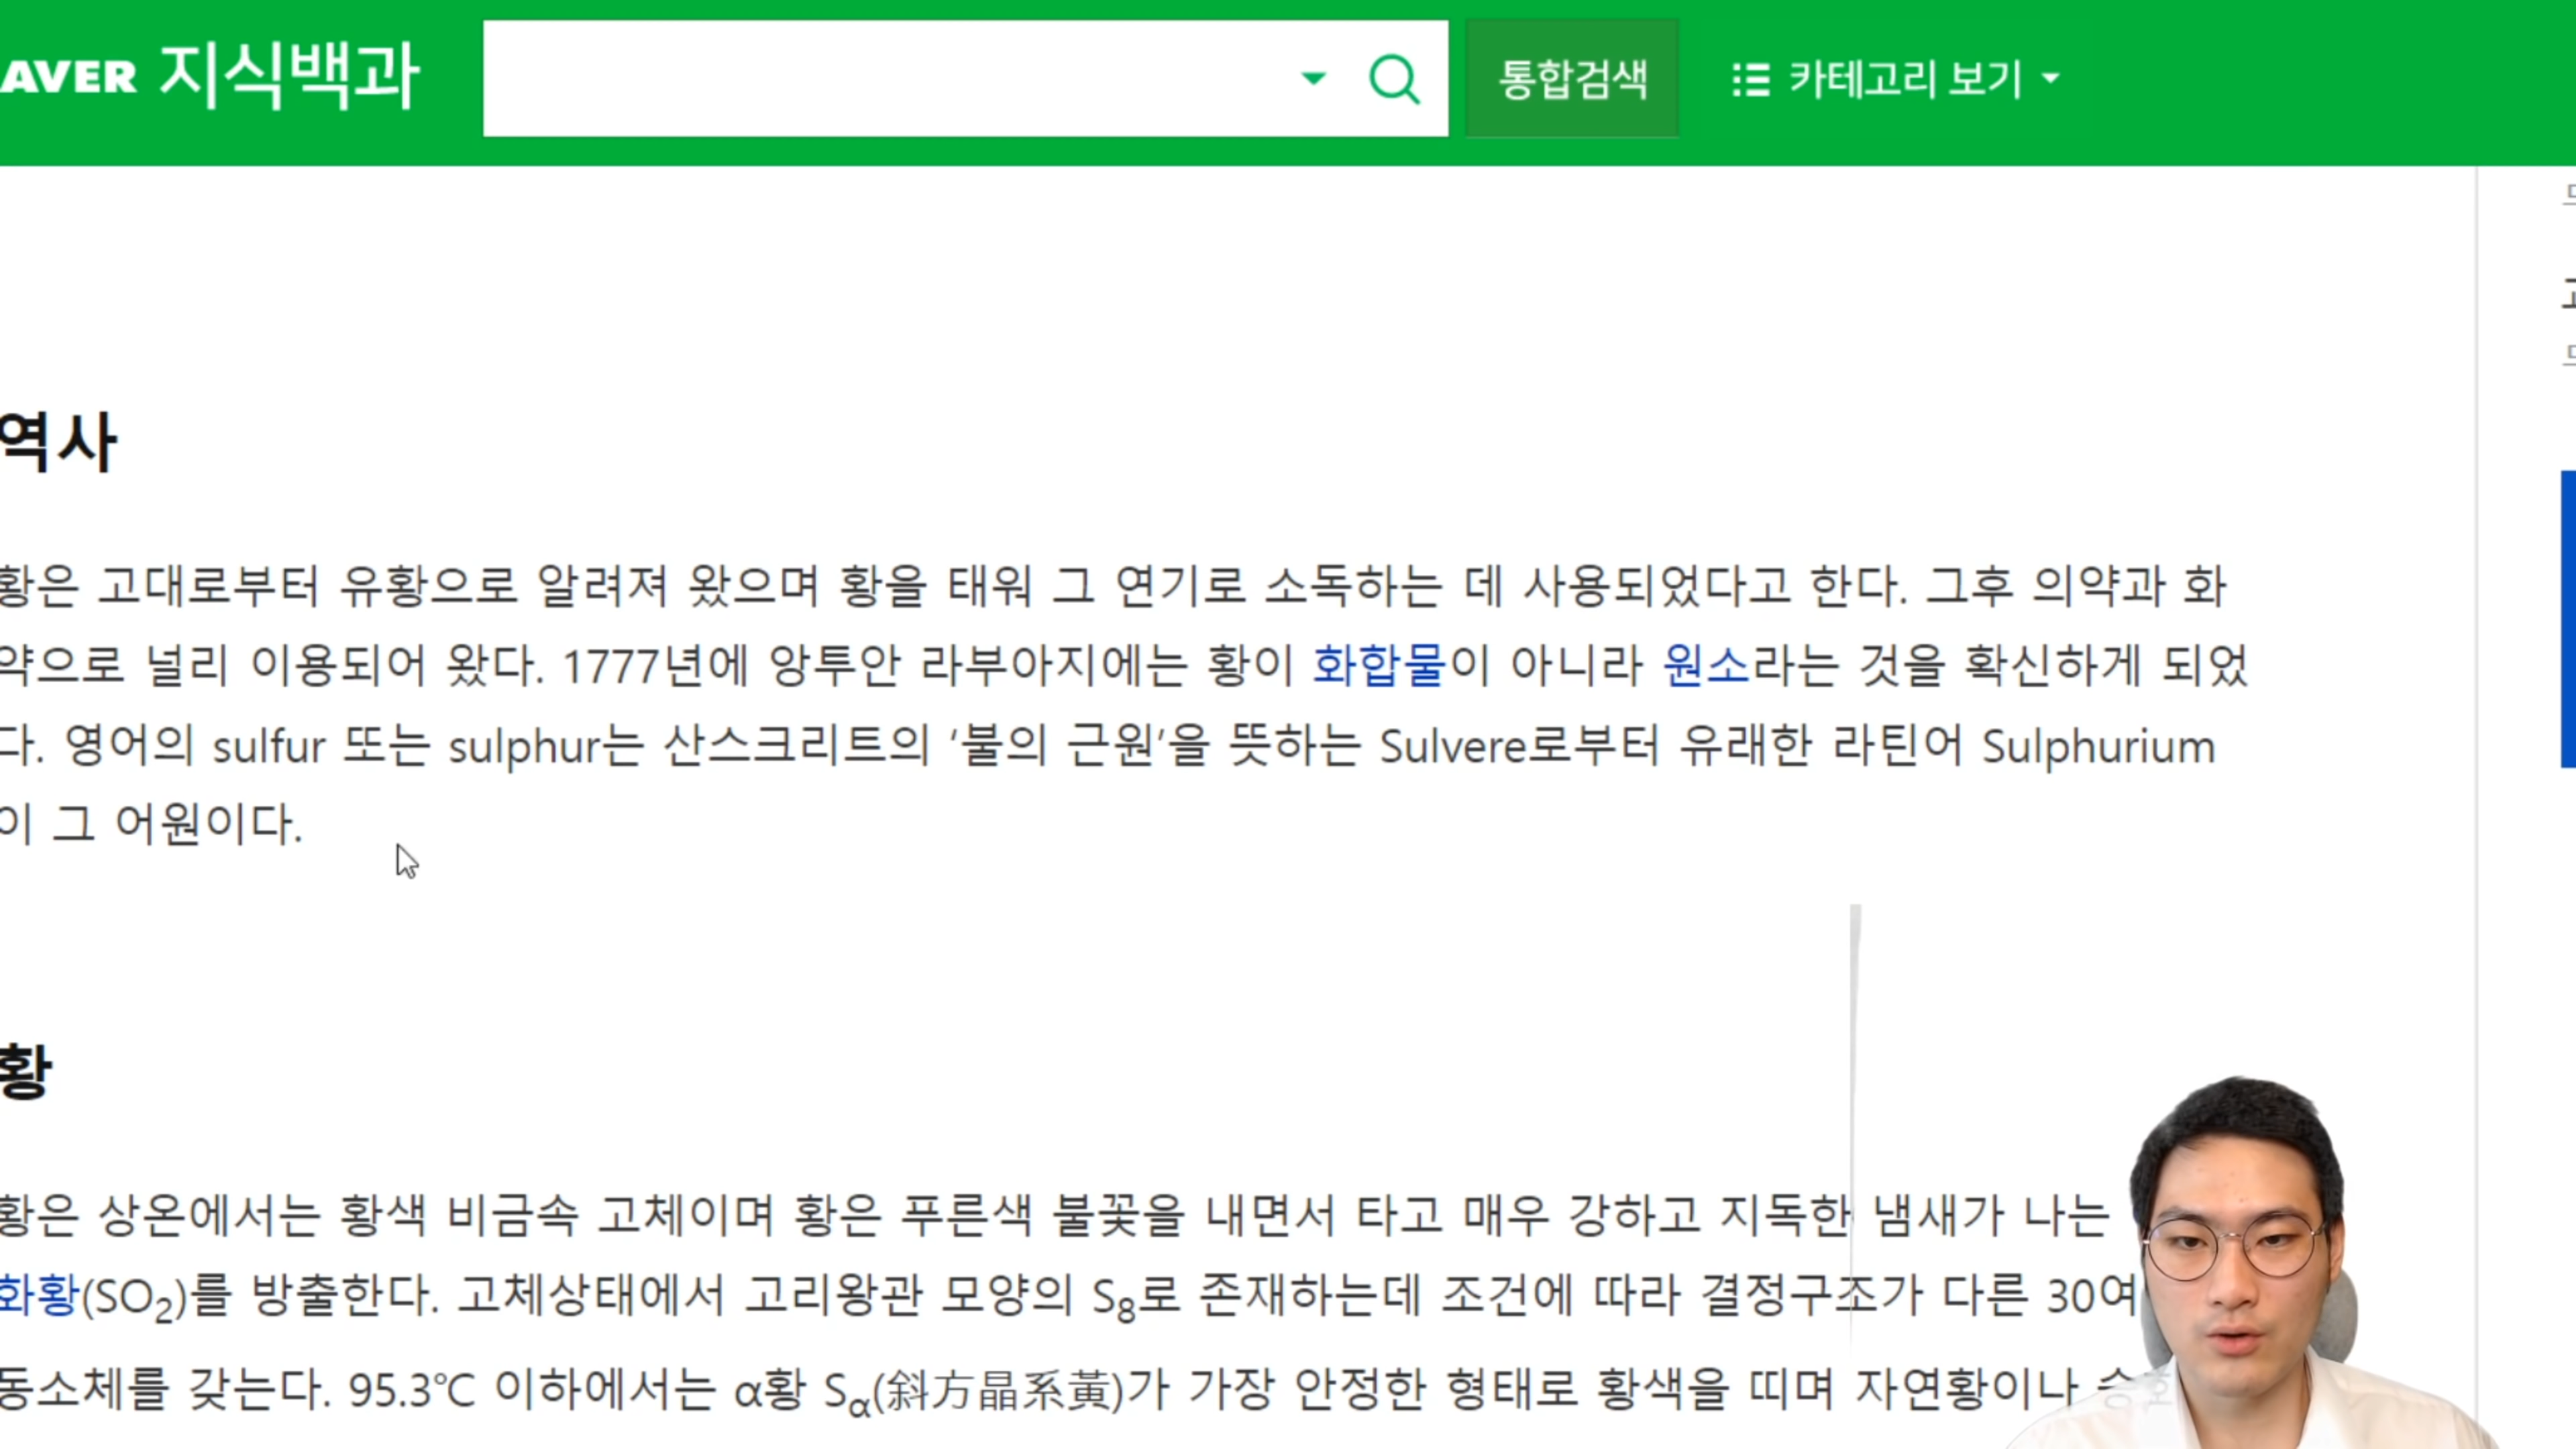 AVER 지식백과
통합검색
카테고리 보기
역사
황은 고대로부터 유황으로 알려져 왔으며 황을 태워 그 연기로 소독하는 데 사용되었다고 한다. 그후 의약과 화
약으로 널리 이용되어 왔다. 1777년에 앙투안 라부아지에는 황이 화합물이 아니라 원소라는 것을 확신하게 되었
다. 영어의 sulfur 또는 sulphur는 산스크리트의 ‘불의 근원’을 뜻하는 Sulvere로부터 유래한 라틴어 Sulphurium
이 그 어원이다.
황
황은 상온에서는 황색 비금속 고체이며 황은 푸른색 불꽃을 내면서 타고 매우 강하고 지독한 냄새가 나는
화황(SO₂)를 방출한다. 고체상태에서 고리왕관 모양의 S₈로 존재하는데 조건에 따라 결정구조가 다른 30여
동소체를 갖는다. 95.3℃ 이하에서는 α황 Sα(斜方晶系黃)가 가장 안정한 형태로 황색을 띠며 자연황이나